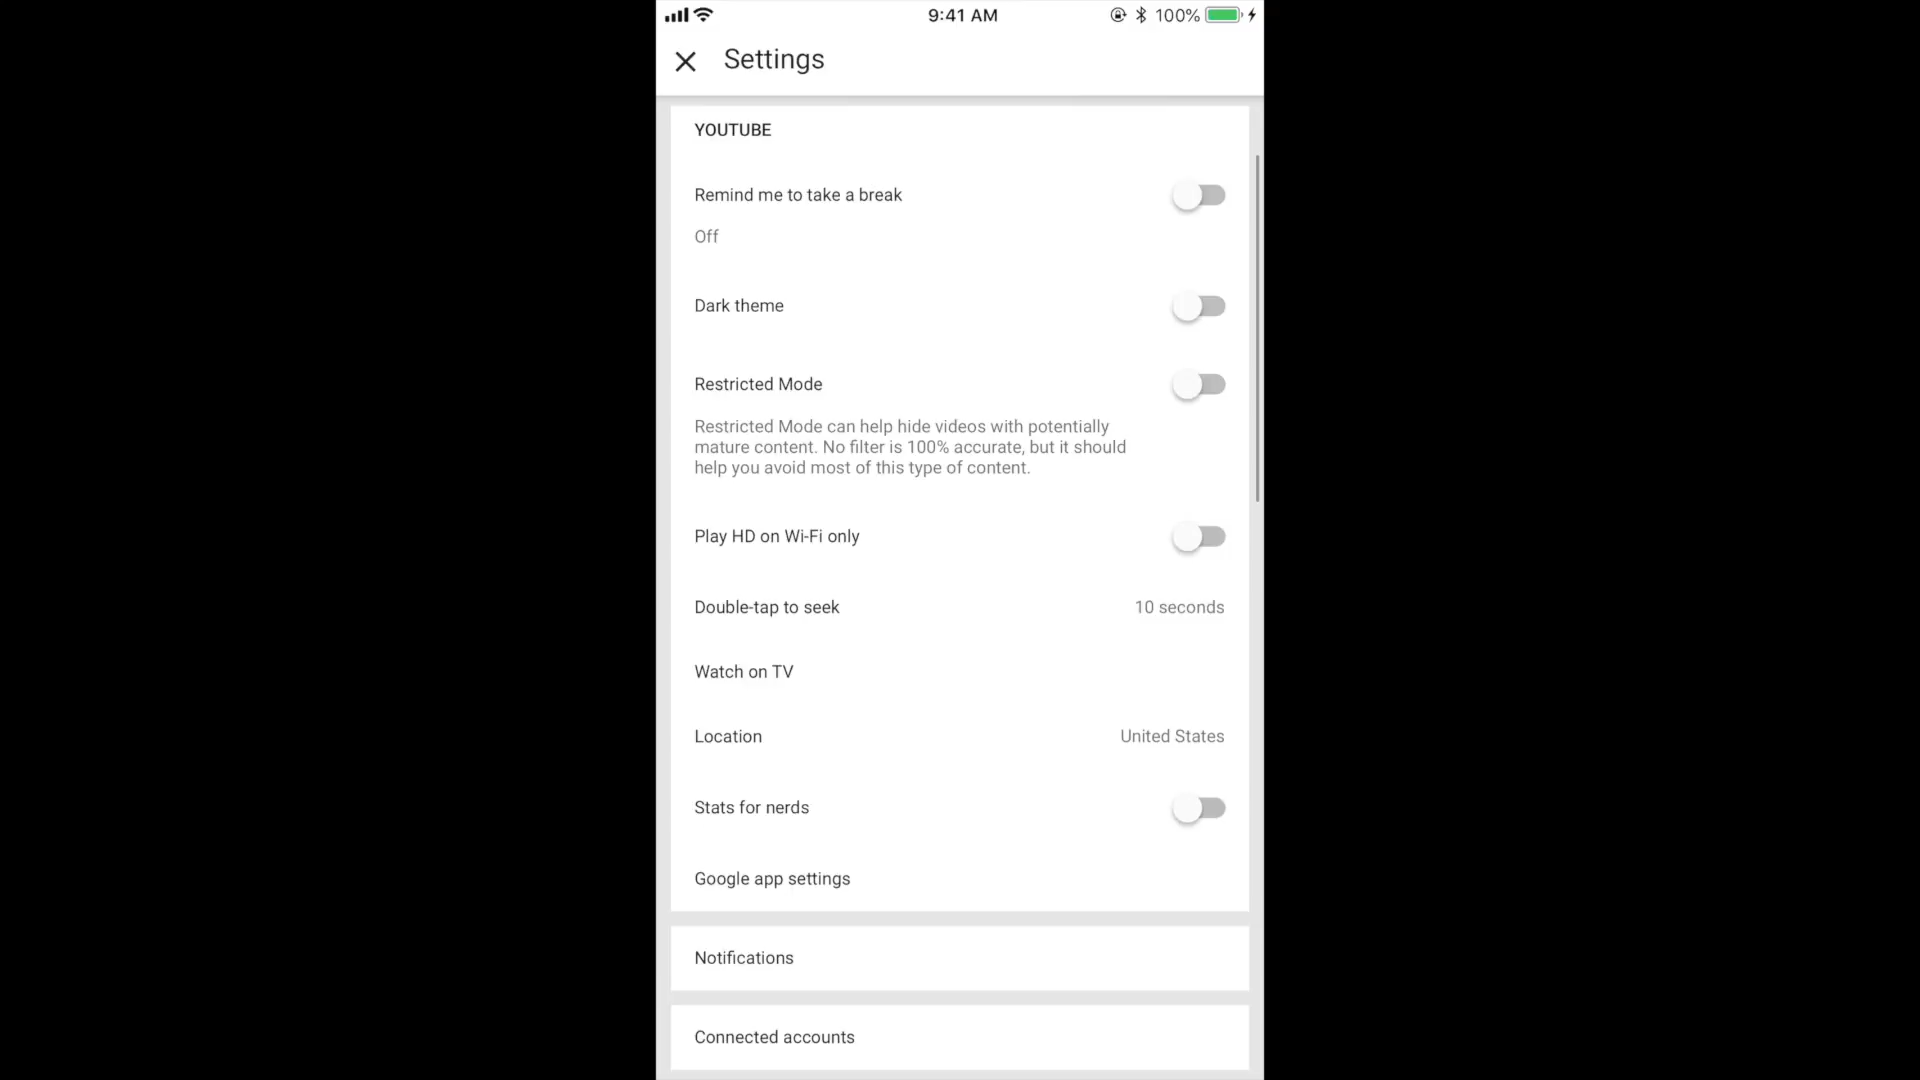 9:41 AM
100%
Settings
YOUTUBE
Remind me to take a break
Off
Dark theme
Restricted Mode
Restricted Mode can help hide videos with potentially
mature content. No filter is 100% accurate, but it should
help you avoid most of this type of content.
Play HD on Wi-Fi only
Double-tap to seek
10 seconds
Watch on TV
Location
United States
Stats for nerds
Google app settings
Notifications
Connected accounts